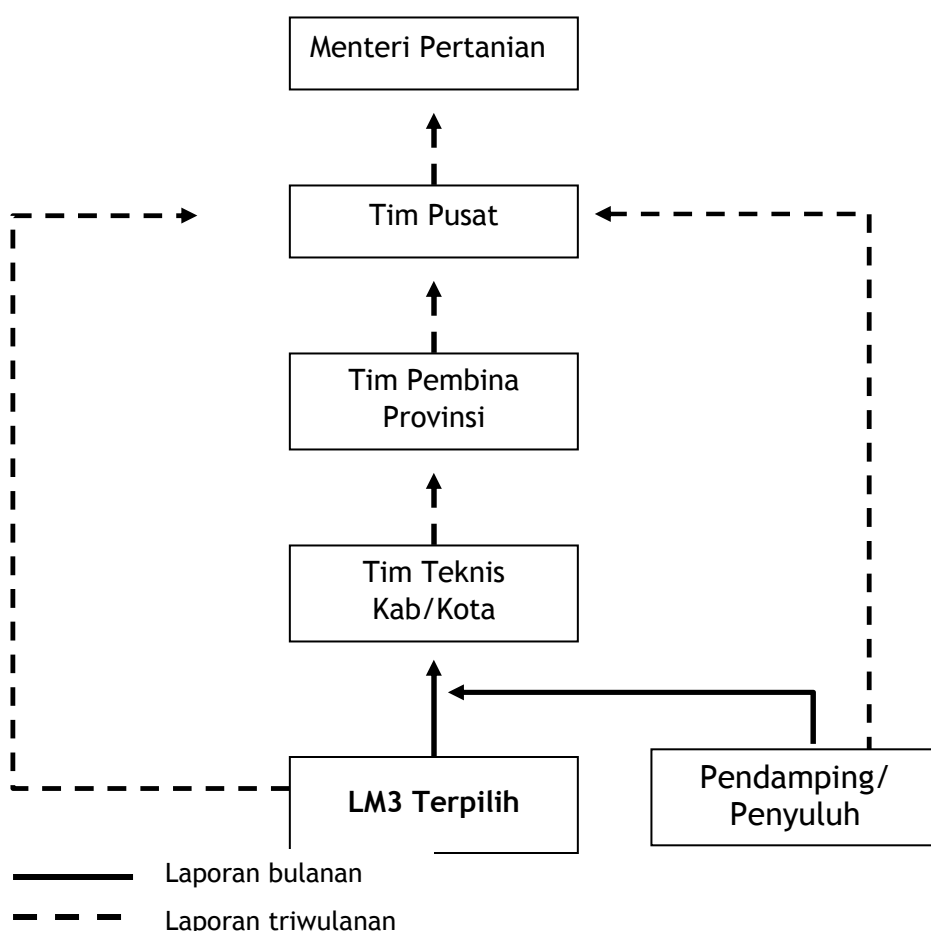 Menteri Pertanian
Tim Pusat
Tim Pembina
Provinsi
Tim Teknis
Kab/Kota
LM3 Terpilih
Pendamping/
Penyuluh
Laporan bulanan
Laporan triwulanan